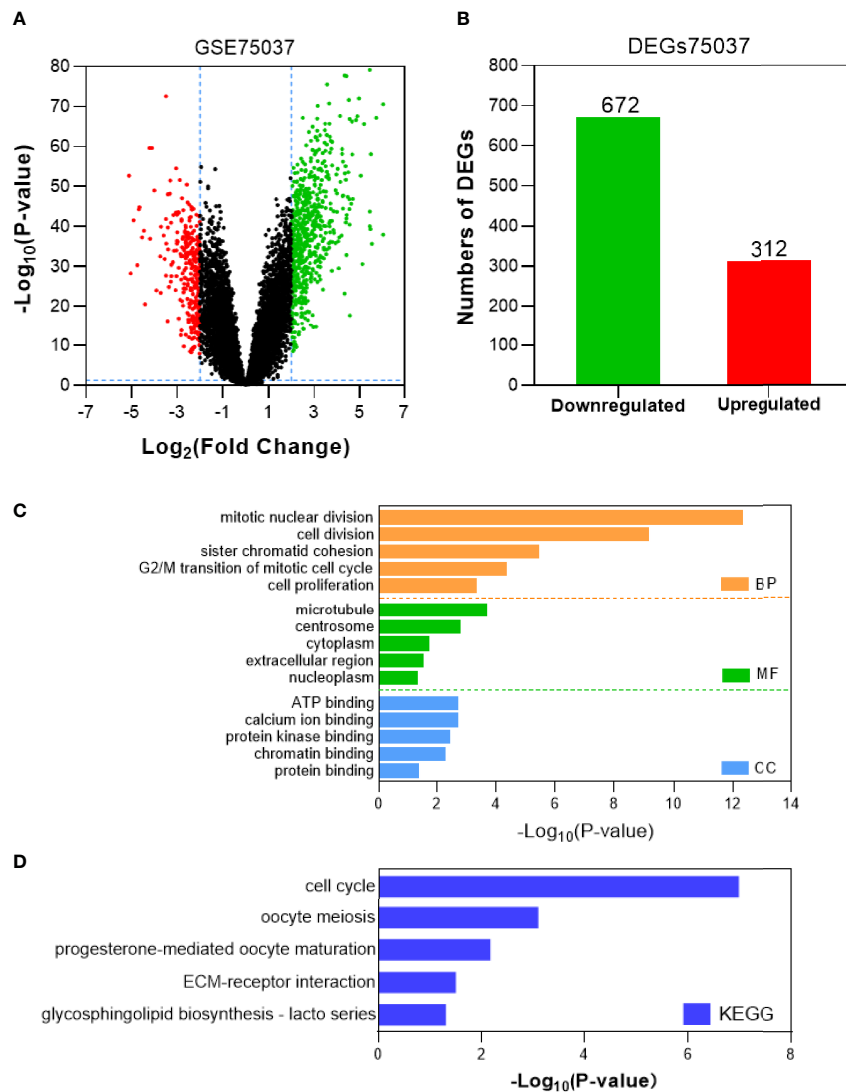 A
GSE75037
-Log10(P-value)
80
70
60
50
40
30
20
10
0
-7 -5 -3 -1 1 3 5 7
Log2(Fold Change)
B
DEGs75037
Numbers of DEGs
800
700
600
500
400
300
200
100
0
672
312
Downregulated Upregulated
C
mitotic nuclear division
cell division
sister chromatid cohesion
G2/M transition of mitotic cell cycle
cell proliferation
BP
microtubule
centrosome
cytoplasm
extracellular region
nucleoplasm
MF
ATP binding
calcium ion binding
protein kinase binding
chromatin binding
protein binding
CC
0 2 4 6 8 10 12 14
-Log10(P-value)
D
cell cycle
oocyte meiosis
progesterone-mediated oocyte maturation
ECM-receptor interaction
glycosphingolipid biosynthesis - lacto series
KEGG
0 2 4 6 8
-Log10(P-value)